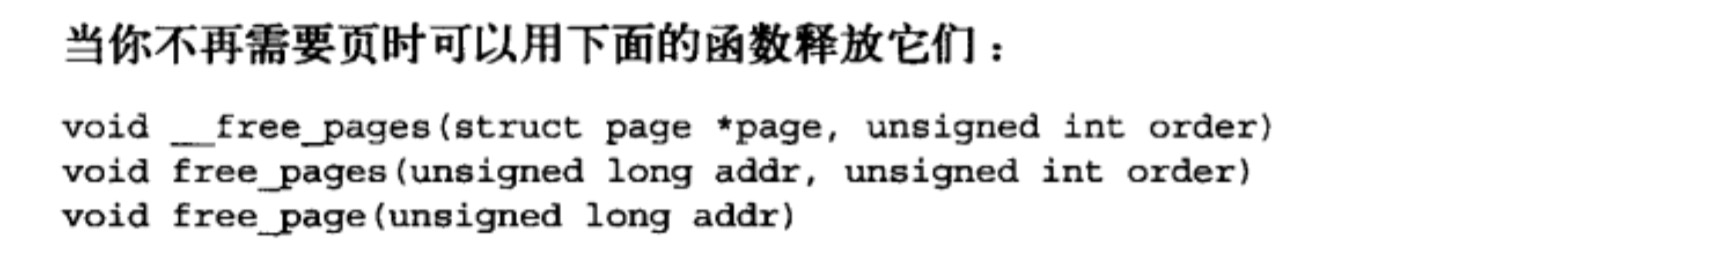 当你不再需要页时可以用下面的函数释放它们：
void __free_pages(struct page *page, unsigned int order)
void free_pages(unsigned long addr, unsigned int order)
void free_page(unsigned long addr)